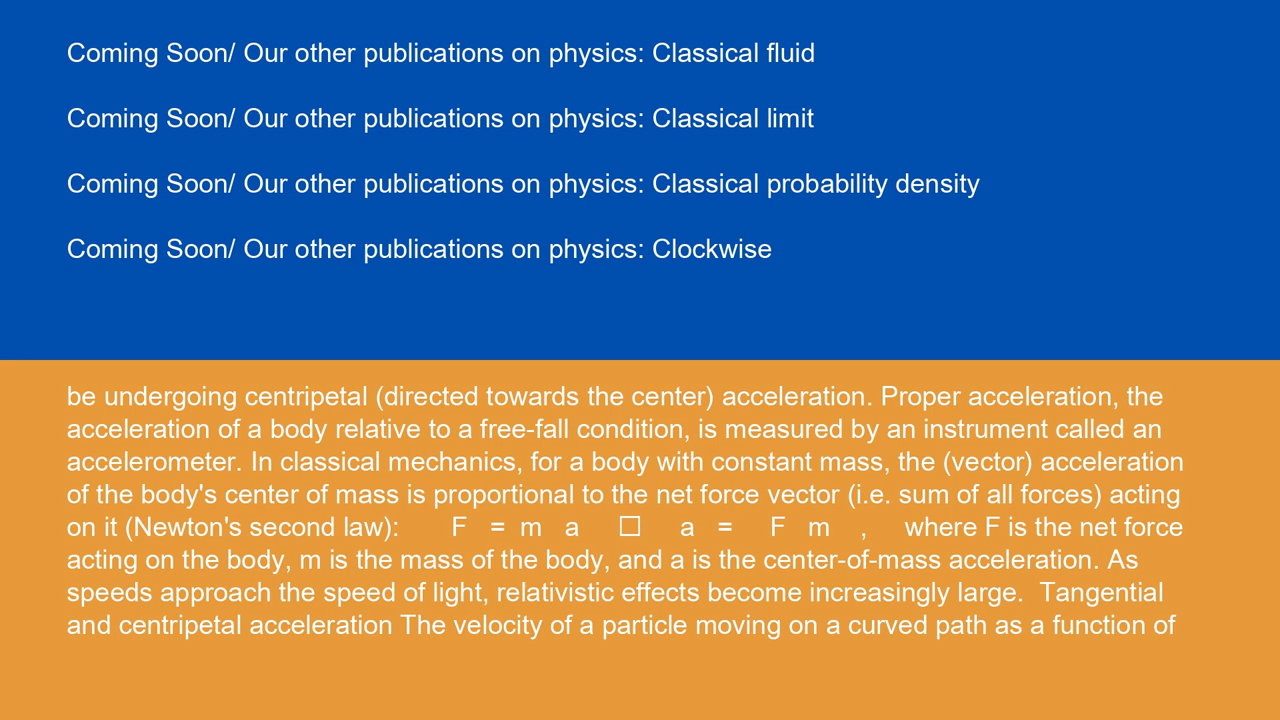 Coming Soon/ Our other publications on physics: Classical fluid
Coming Soon/ Our other publications on physics: Classical limit
Coming Soon/ Our other publications on physics: Classical probability density
Coming Soon/ Our other publications on physics: Clockwise
be undergoing centripetal (directed towards the center) acceleration. Proper acceleration, the
acceleration of a body relative to a free-fall condition, is measured by an instrument called an
accelerometer. In classical mechanics, for a body with constant mass, the (vector) acceleration
of the body's center of mass is proportional to the net force vector (i.e. sum of all forces) acting
on it (Newton's second law): F = m a □ a = F m , where F is the net force
acting on the body, m is the mass of the body, and a is the center-of-mass acceleration. As
speeds approach the speed of light, relativistic effects become increasingly large. Tangential
and centripetal acceleration The velocity of a particle moving on a curved path as a function of